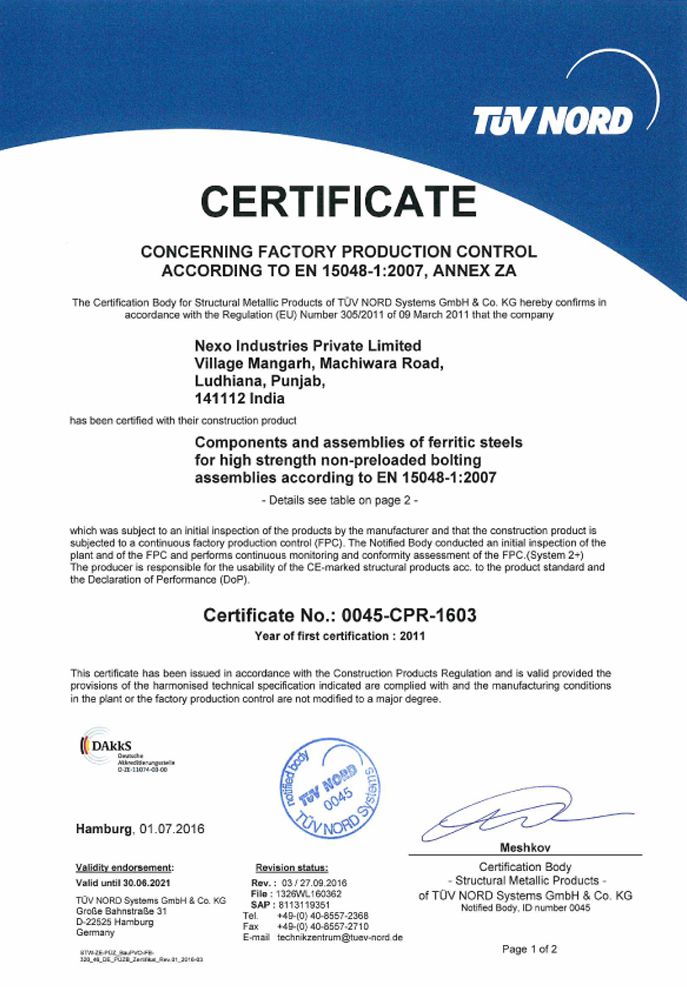 TÜV NORD
CERTIFICATE
CONCERNING FACTORY PRODUCTION CONTROL
ACCORDING TO EN 15048-1:2007, ANNEX ZA
The Certification Body for Structural Metallic Products of TÜV NORD Systems GmbH & Co. KG hereby confirms in
accordance with the Regulation (EU) Number 305/2011 of 09 March 2011 that the company
Nexo Industries Private Limited
Village Mangarh, Machiwara Road,
Ludhiana, Punjab,
141112 India
has been certified with their construction product
Components and assemblies of ferritic steels
for high strength non-preloaded bolting
assemblies according to EN 15048-1:2007
- Details see table on page 2 -
which was subject to an initial inspection of the products by the manufacturer and that the construction product is
subjected to a continuous factory production control (FPC). The Notified Body conducted an initial inspection of the
plant and of the FPC and performs continuous monitoring and conformity assessment of the FPC.(System 2+)
The producer is responsible for the usability of the CE-marked structural products acc. to the product standard and
the Declaration of Performance (DoP).
Certificate No.: 0045-CPR-1603
Year of first certification : 2011
This certificate has been issued in accordance with the Construction Products Regulation and is valid provided the
provisions of the harmonised technical specification indicated are complied with and the manufacturing conditions
in the plant or the factory production control are not modified to a major degree.
DAkkS
Deutsche
Akkreditierungsstelle
D-ZE-11074-03-00
notified body
TÜV NORD
0045
TÜV NORD Systems
Hamburg, 01.07.2016
Meshkov
Certification Body
- Structural Metallic Products -
of TÜV NORD Systems GmbH & Co. KG
Notified Body, ID number 0045
Validity endorsement:
Valid until 30.06.2021
TÜV NORD Systems GmbH & Co. KG
Große Bahnstraße 31
D-22525 Hamburg
Germany
Revision status:
Rev. : 03 / 27.09.2016
File : 1326WL160362
SAP : 8113119351
Tel. +49-(0) 40-8557-2368
Fax +49-(0) 40-8557-2710
E-mail technikzentrum@tuev-nord.de
Page 1 of 2